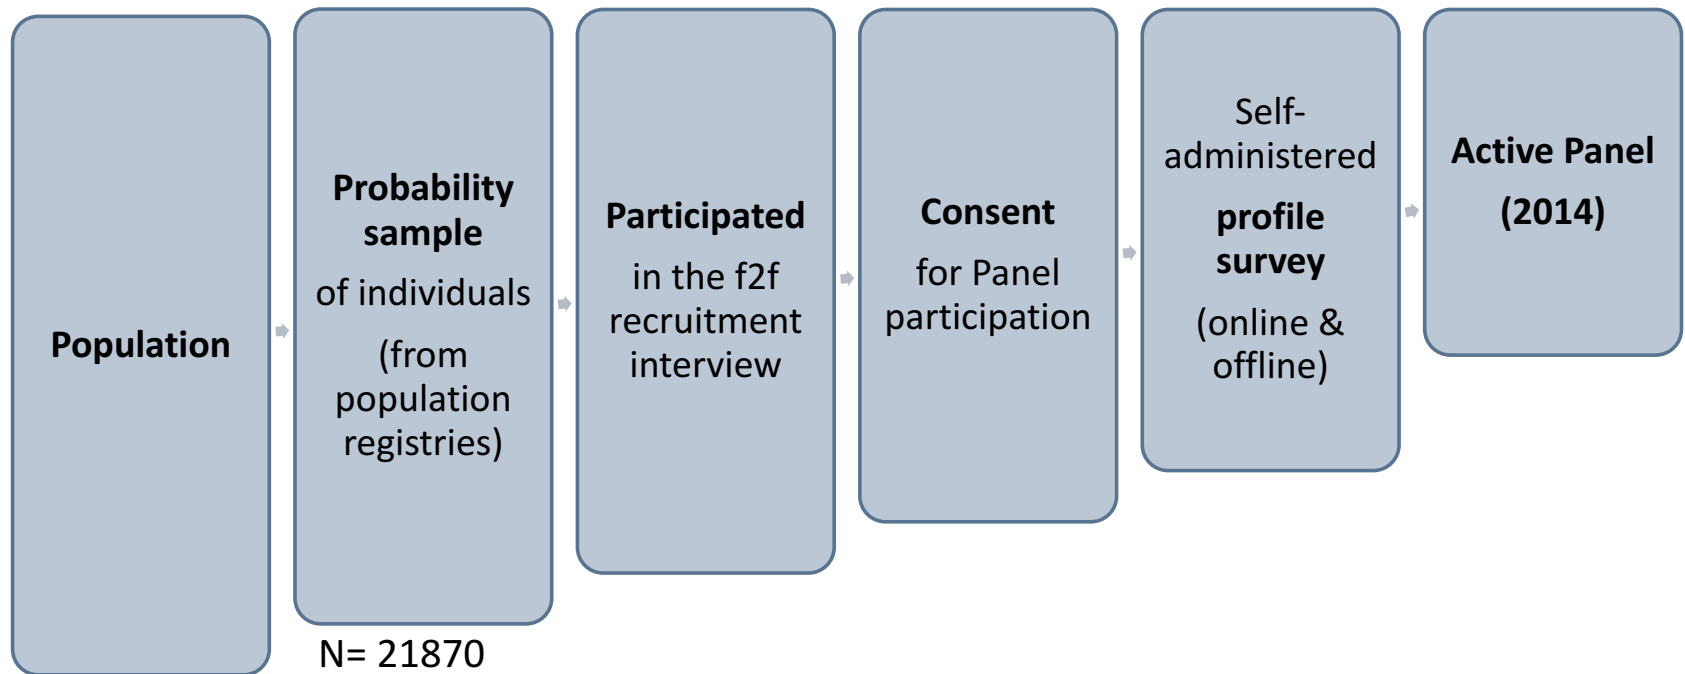 Population
Probability
sample
of individuals
(from
population
registries)
N= 21870
Participated
in the f2f
recruitment
interview
Consent
for Panel
participation
Self-
administered
profile
survey
(online &
offline)
Active Panel
(2014)